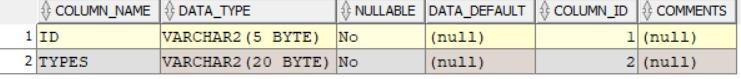 COLUMN_NAME DATA_TYPE NULLABLE DATA_DEFAULT COLUMN_ID COMMENTS
1 ID VARCHAR2(5 BYTE) No (null) 1 (null)
2 TYPES VARCHAR2(20 BYTE) No (null) 2 (null)